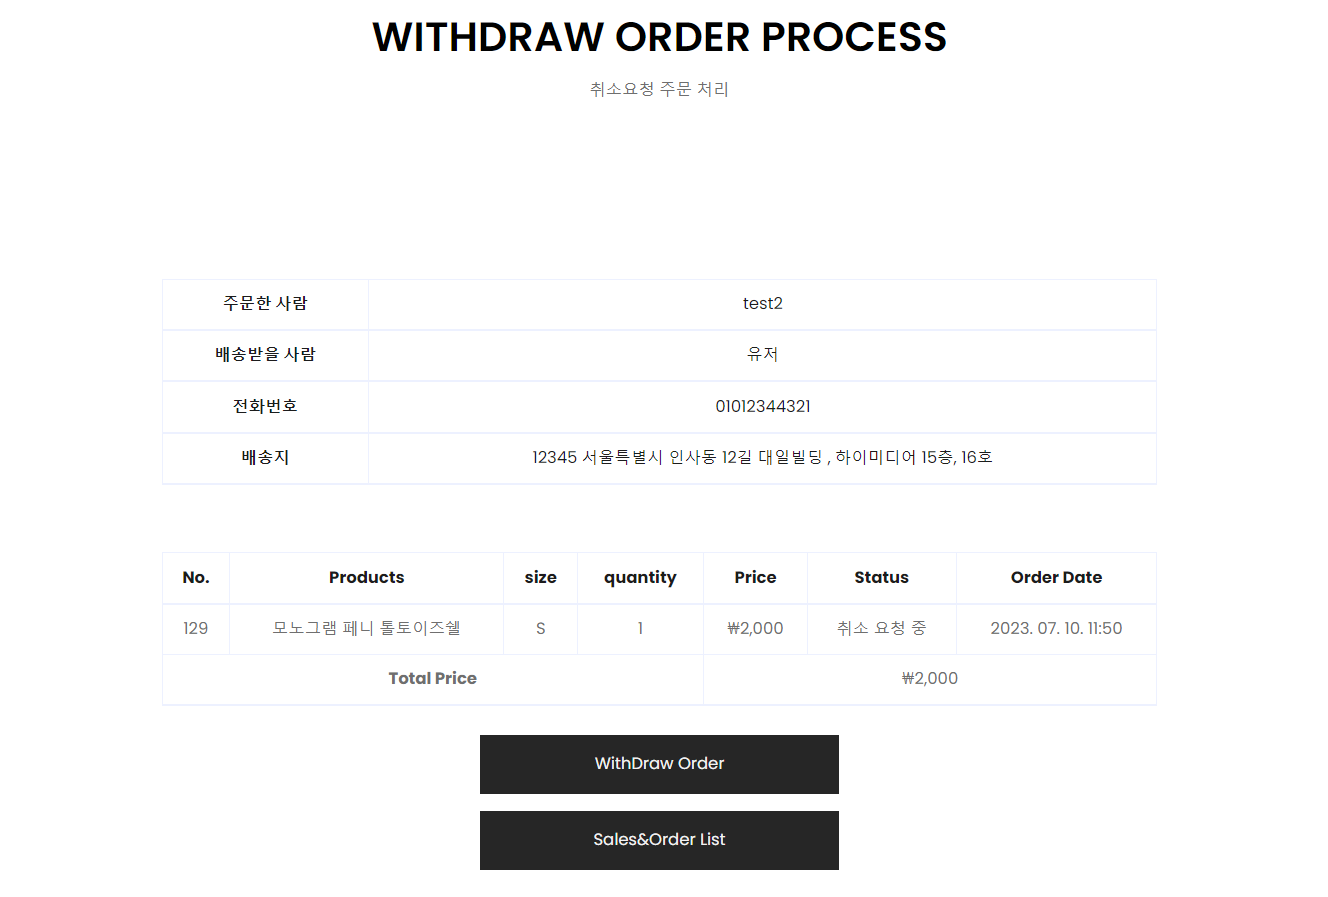 WITHDRAW ORDER PROCESS
취소요청 주문 처리
주문한 사람 test2
배송받을 사람 유저
전화번호 01012344321
배송지 12345 서울특별시 인사동 12길 대일빌딩 , 하이미디어 15층, 16호
No. Products size quantity Price Status Order Date
129 모노그램 페니 톨토이즈쉘 S 1 ₩2,000 취소 요청 중 2023. 07. 10. 11:50
Total Price ₩2,000
WithDraw Order
Sales&Order List